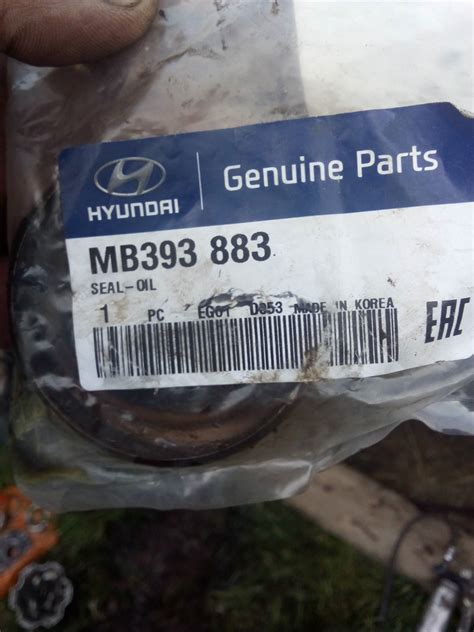 HYUNDAI
Genuine Parts
MB393 883
SEAL-OIL
1 PC EG01 D053 MADE IN KOREA
EAC